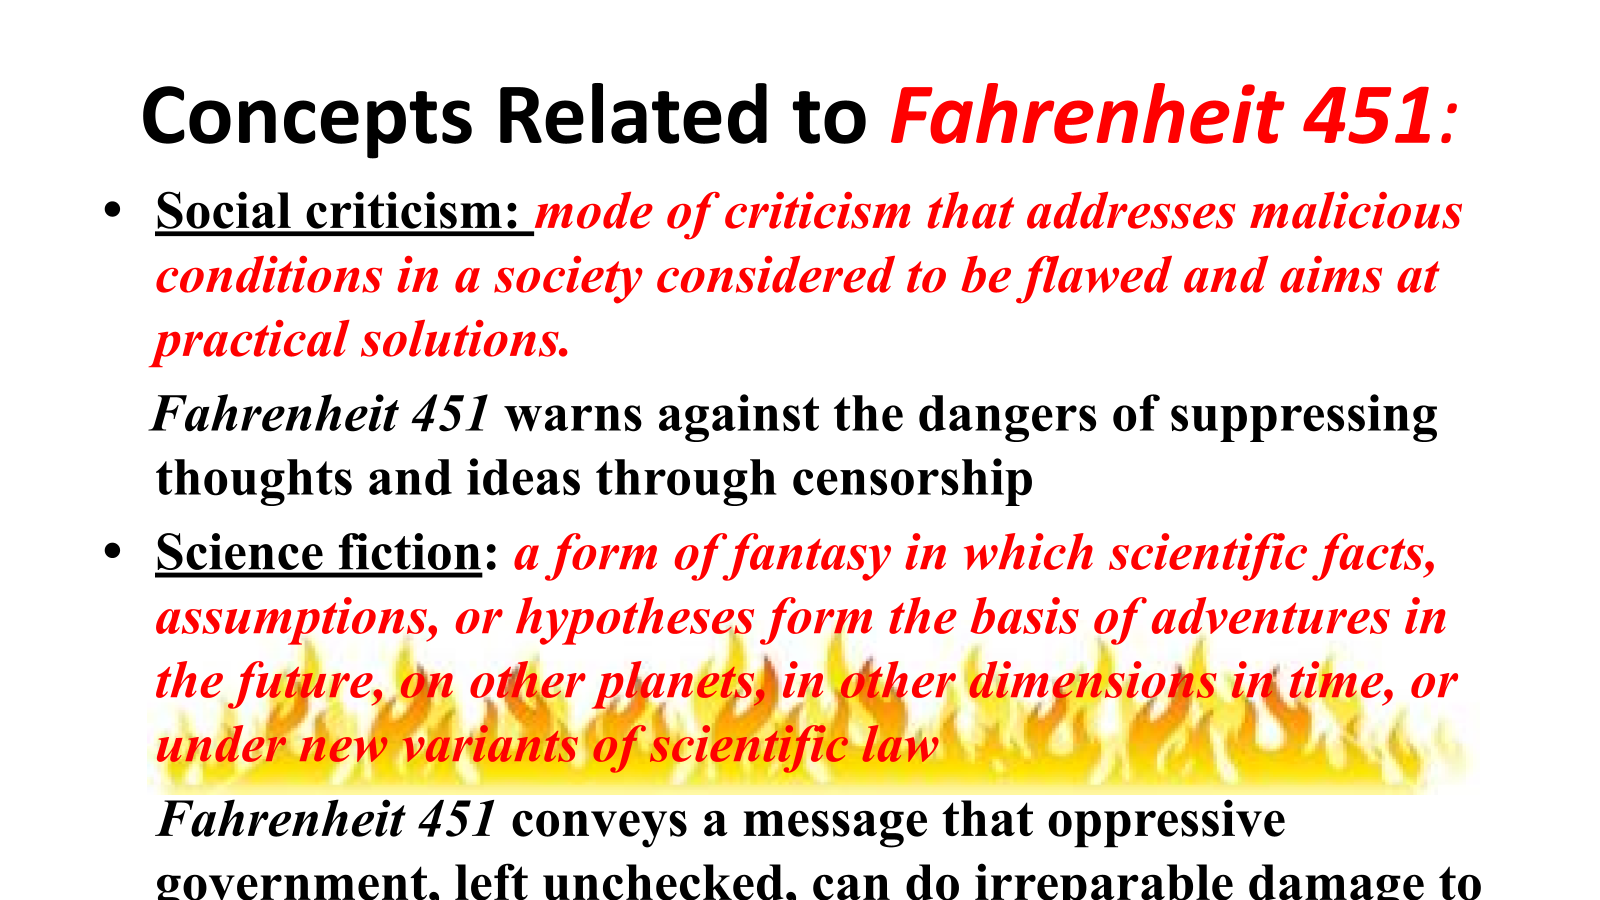 Concepts Related to Fahrenheit 451:
• Social criticism: mode of criticism that addresses malicious
conditions in a society considered to be flawed and aims at
practical solutions.
Fahrenheit 451 warns against the dangers of suppressing
thoughts and ideas through censorship
• Science fiction: a form of fantasy in which scientific facts,
assumptions, or hypotheses form the basis of adventures in
the future, on other planets, in other dimensions in time, or
under new variants of scientific law
Fahrenheit 451 conveys a message that oppressive
government, left unchecked, can do irreparable damage to